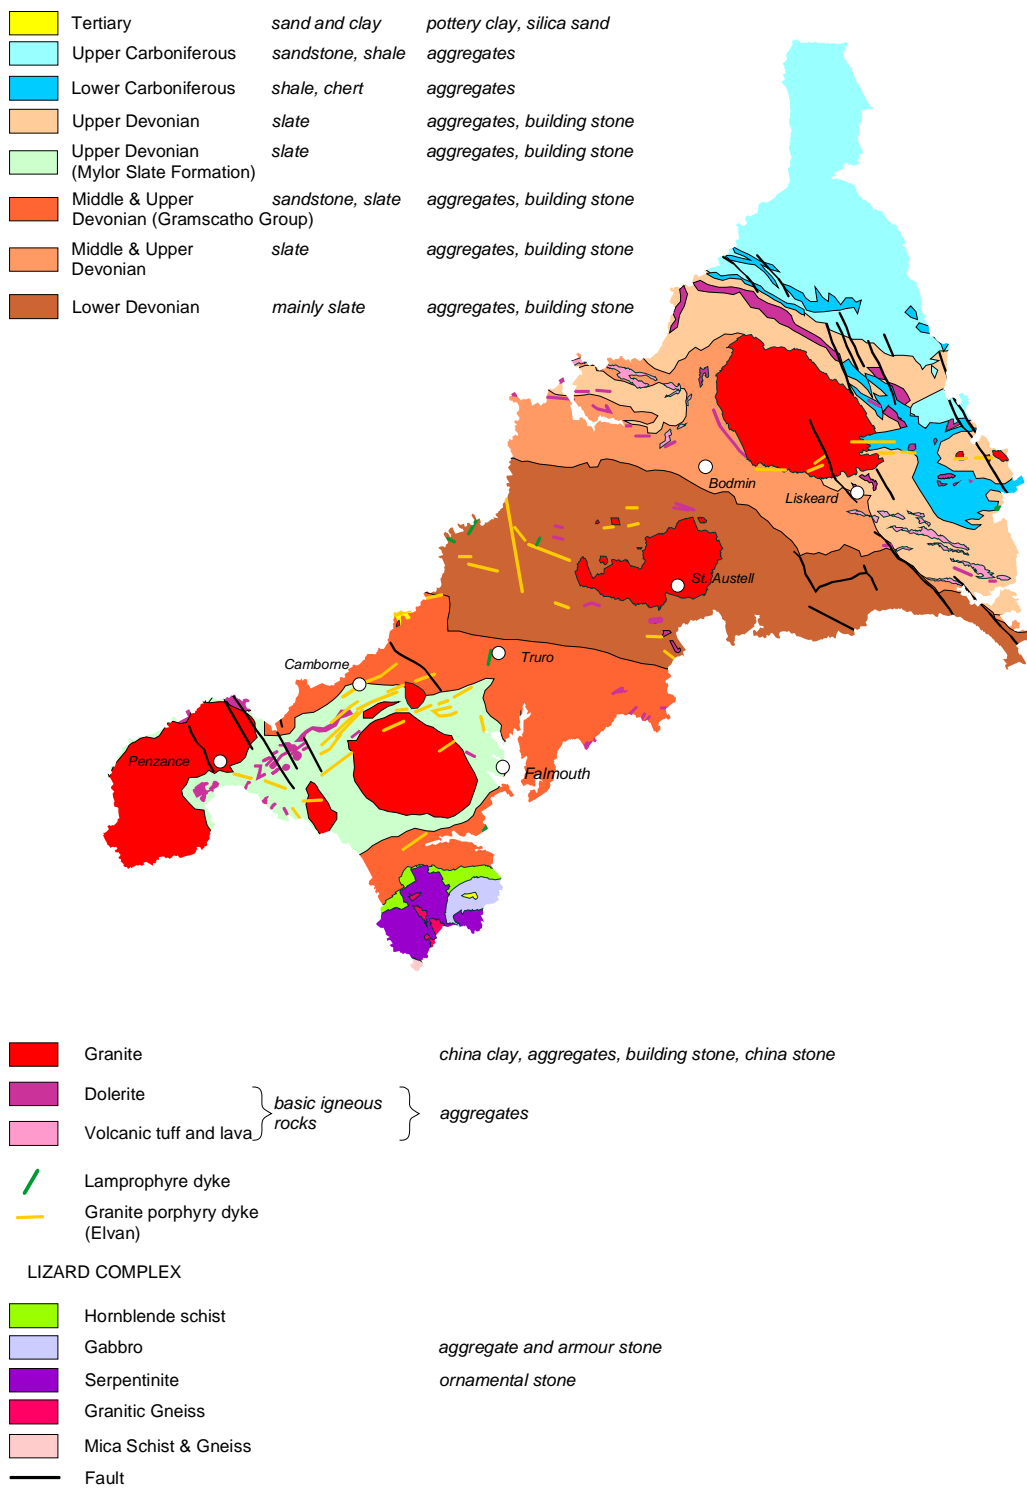 Tertiary sand and clay pottery clay, silica sand
Upper Carboniferous sandstone, shale aggregates
Lower Carboniferous shale, chert aggregates
Upper Devonian slate aggregates, building stone
Upper Devonian slate aggregates, building stone
(Mylor Slate Formation)
Middle & Upper sandstone, slate aggregates, building stone
Devonian (Gramscatho Group)
Middle & Upper slate aggregates, building stone
Devonian
Lower Devonian mainly slate aggregates, building stone
Bodmin
Liskeard
St. Austell
Truro
Camborne
Penzance
Falmouth
Granite china clay, aggregates, building stone, china stone
Dolerite
basic igneous
rocks
aggregates
Volcanic tuff and lava
Lamprophyre dyke
Granite porphyry dyke
(Elvan)
LIZARD COMPLEX
Hornblende schist
Gabbro aggregate and armour stone
Serpentinite ornamental stone
Granitic Gneiss
Mica Schist & Gneiss
Fault